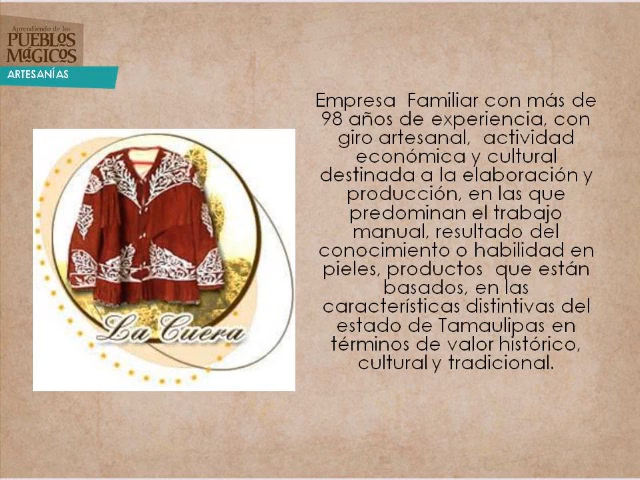 Aprendiendo de los
PUEBLOS
MáGICOS
ARTESANÍAS
Empresa  Familiar con más de
98 años de experiencia, con
giro artesanal,  actividad
económica y cultural
destinada a la elaboración y
producción, en las que
predominan el trabajo
manual, resultado del
conocimiento o habilidad en
pieles, productos  que están
basados, en las
características distintivas del
estado de Tamaulipas en
términos de valor histórico,
cultural y tradicional.
La Cuera